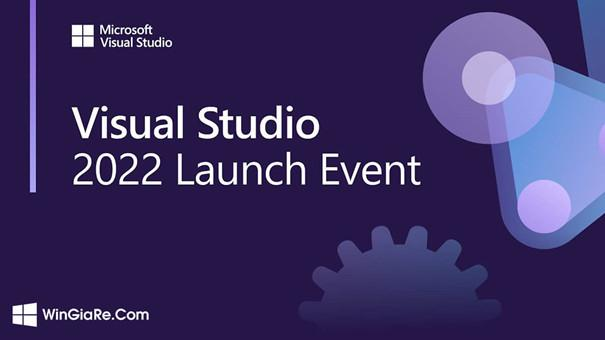 Microsoft
Visual Studio
Visual Studio
2022 Launch Event
WinGiaRe.Com